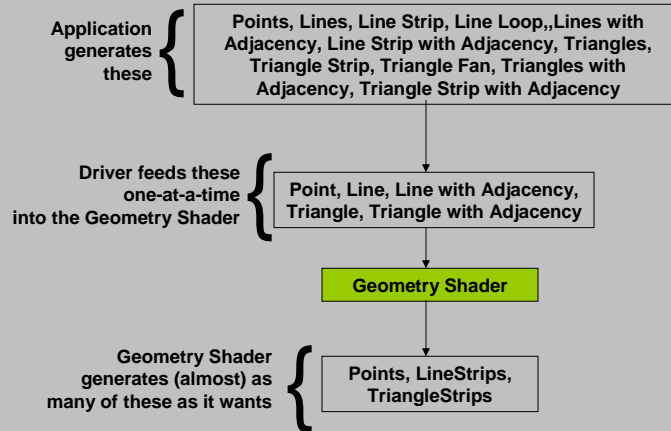 Application
generates
these
Points, Lines, Line Strip, Line Loop,,Lines with
Adjacency, Line Strip with Adjacency, Triangles,
Triangle Strip, Triangle Fan, Triangles with
Adjacency, Triangle Strip with Adjacency
Driver feeds these
one-at-a-time
into the Geometry Shader
Point, Line, Line with Adjacency,
Triangle, Triangle with Adjacency
Geometry Shader
Geometry Shader
generates (almost) as
many of these as it wants
Points, LineStrips,
TriangleStrips